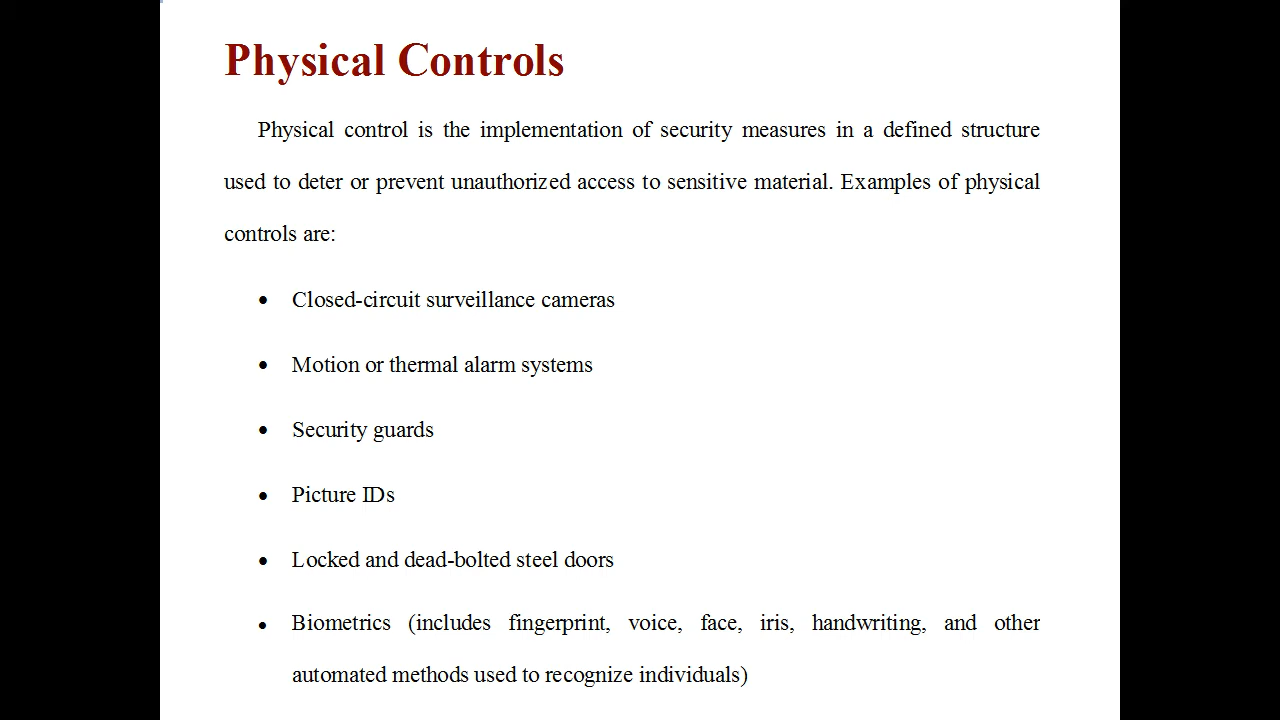 Physical Controls
Physical control is the implementation of security measures in a defined structure
used to deter or prevent unauthorized access to sensitive material. Examples of physical
controls are:
• Closed-circuit surveillance cameras
• Motion or thermal alarm systems
• Security guards
• Picture IDs
• Locked and dead-bolted steel doors
• Biometrics (includes fingerprint, voice, face, iris, handwriting, and other
automated methods used to recognize individuals)